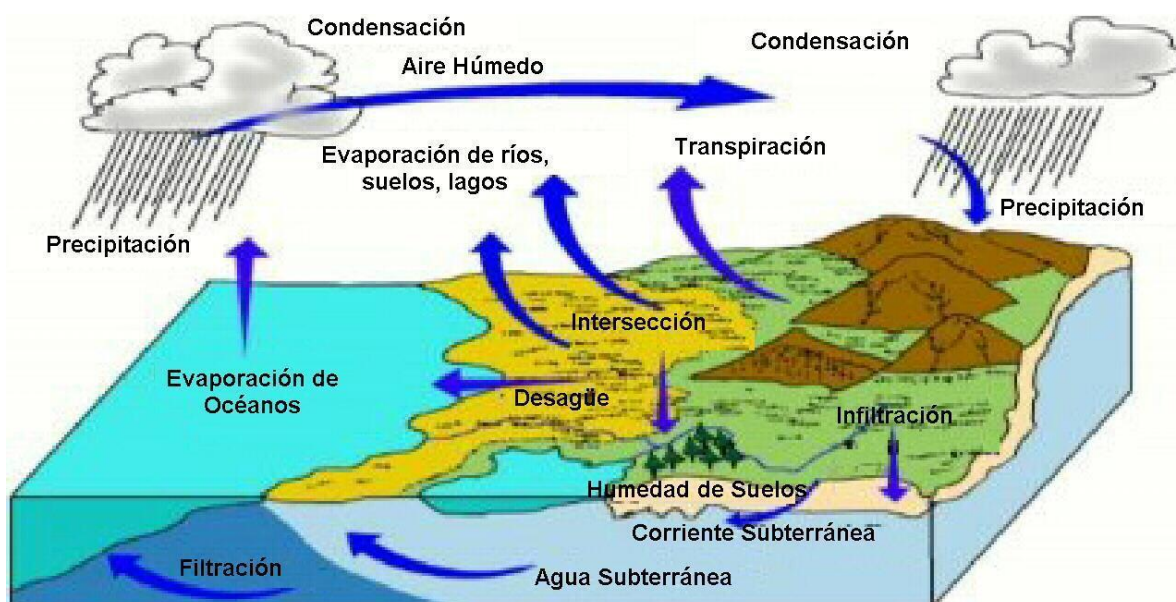 Condensación
Condensación
Aire Húmedo
Evaporación de ríos,
suelos, lagos
Transpiración
Precipitación
Precipitación
Intersección
Evaporación de
Océanos
Desagüe
Infiltración
Humedad de Suelos
Corriente Subterránea
Filtración
Agua Subterránea